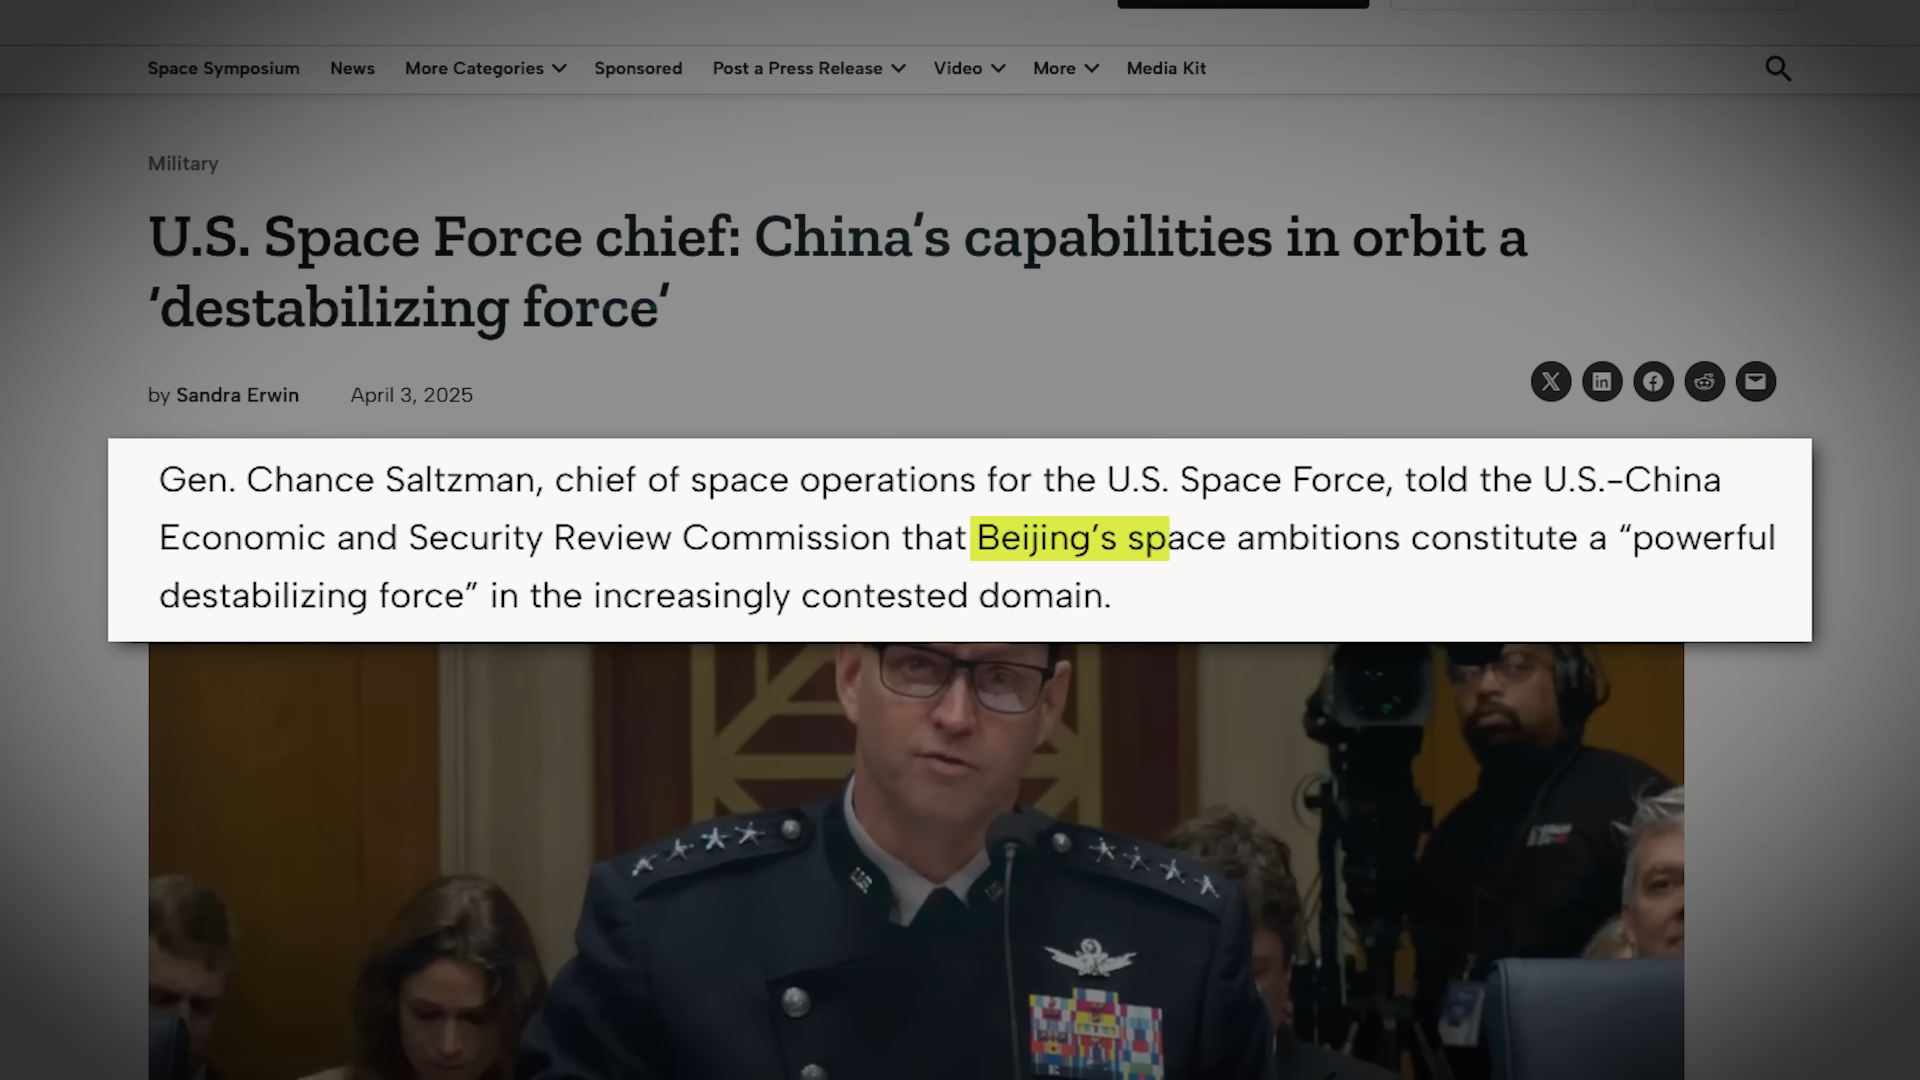 Space Symposium News More Categories Sponsored Post a Press Release Video More Media Kit
Military
U.S. Space Force chief: China’s capabilities in orbit a
‘destabilizing force’
by Sandra Erwin April 3, 2025
Gen. Chance Saltzman, chief of space operations for the U.S. Space Force, told the U.S.-China
Economic and Security Review Commission that Beijing’s space ambitions constitute a “powerful
destabilizing force” in the increasingly contested domain.